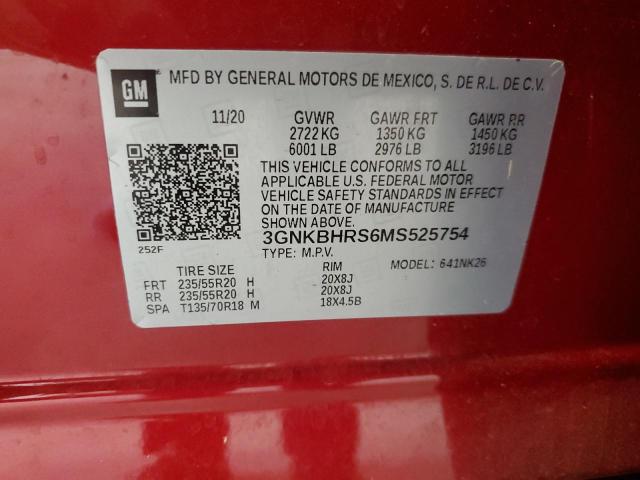 GM
MFD BY GENERAL MOTORS DE MEXICO, S. DE R.L. DE C.V.
11/20 GVWR GAWR FRT GAWR RR
2722 KG 1350 KG 1450 KG
6001 LB 2976 LB 3196 LB
THIS VEHICLE CONFORMS TO ALL
APPLICABLE U.S. FEDERAL MOTOR
VEHICLE SAFETY STANDARDS IN EFFECT
ON THE DATE OF MANUFACTURE
SHOWN ABOVE.
3GNKBHRS6MS525754
252F
TYPE: M.P.V. MODEL: 641NK26
TIRE SIZE RIM
FRT 235/55R20 H 20X8J
RR 235/55R20 H 20X8J
SPA T135/70R18 M 18X4.5B